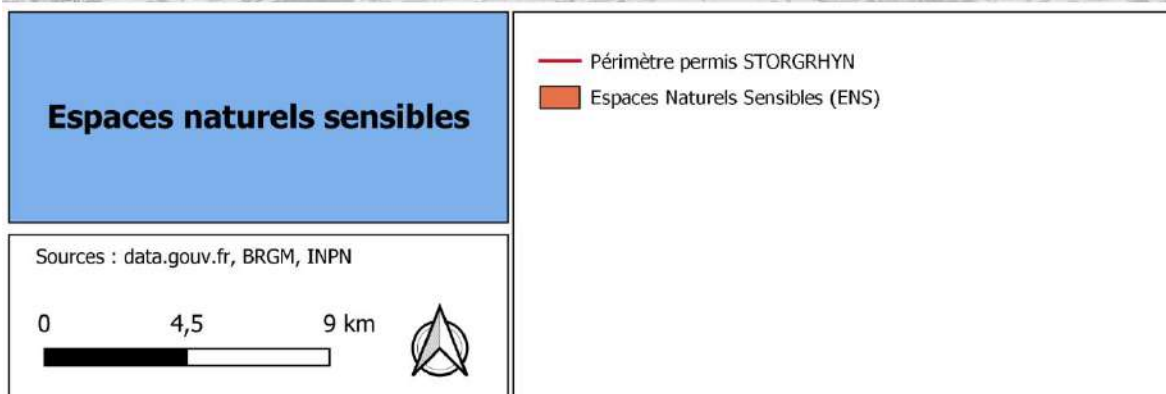 Espaces naturels sensibles
Périmètre permis STORGRHYN
Espaces Naturels Sensibles (ENS)
Sources : data.gouv.fr, BRGM, INPN
0 4,5 9 km